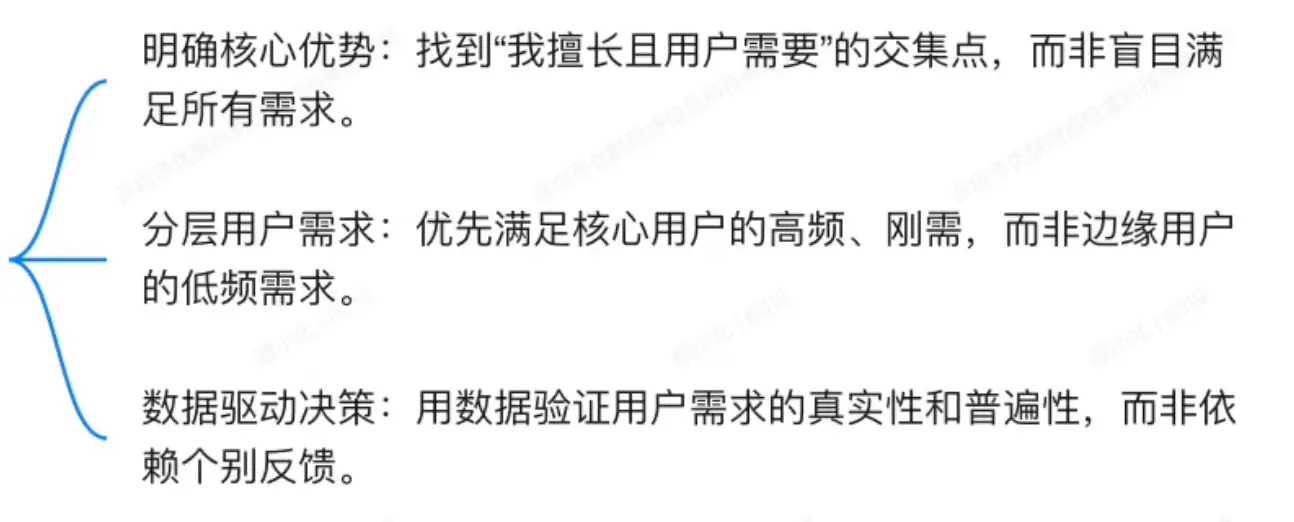 明确核心优势：找到“我擅长且用户需要”的交集点，而非盲目满
足所有需求。
分层用户需求：优先满足核心用户的高频、刚需，而非边缘用户
的低频需求。
数据驱动决策：用数据验证用户需求的真实性和普遍性，而非依
赖个别反馈。